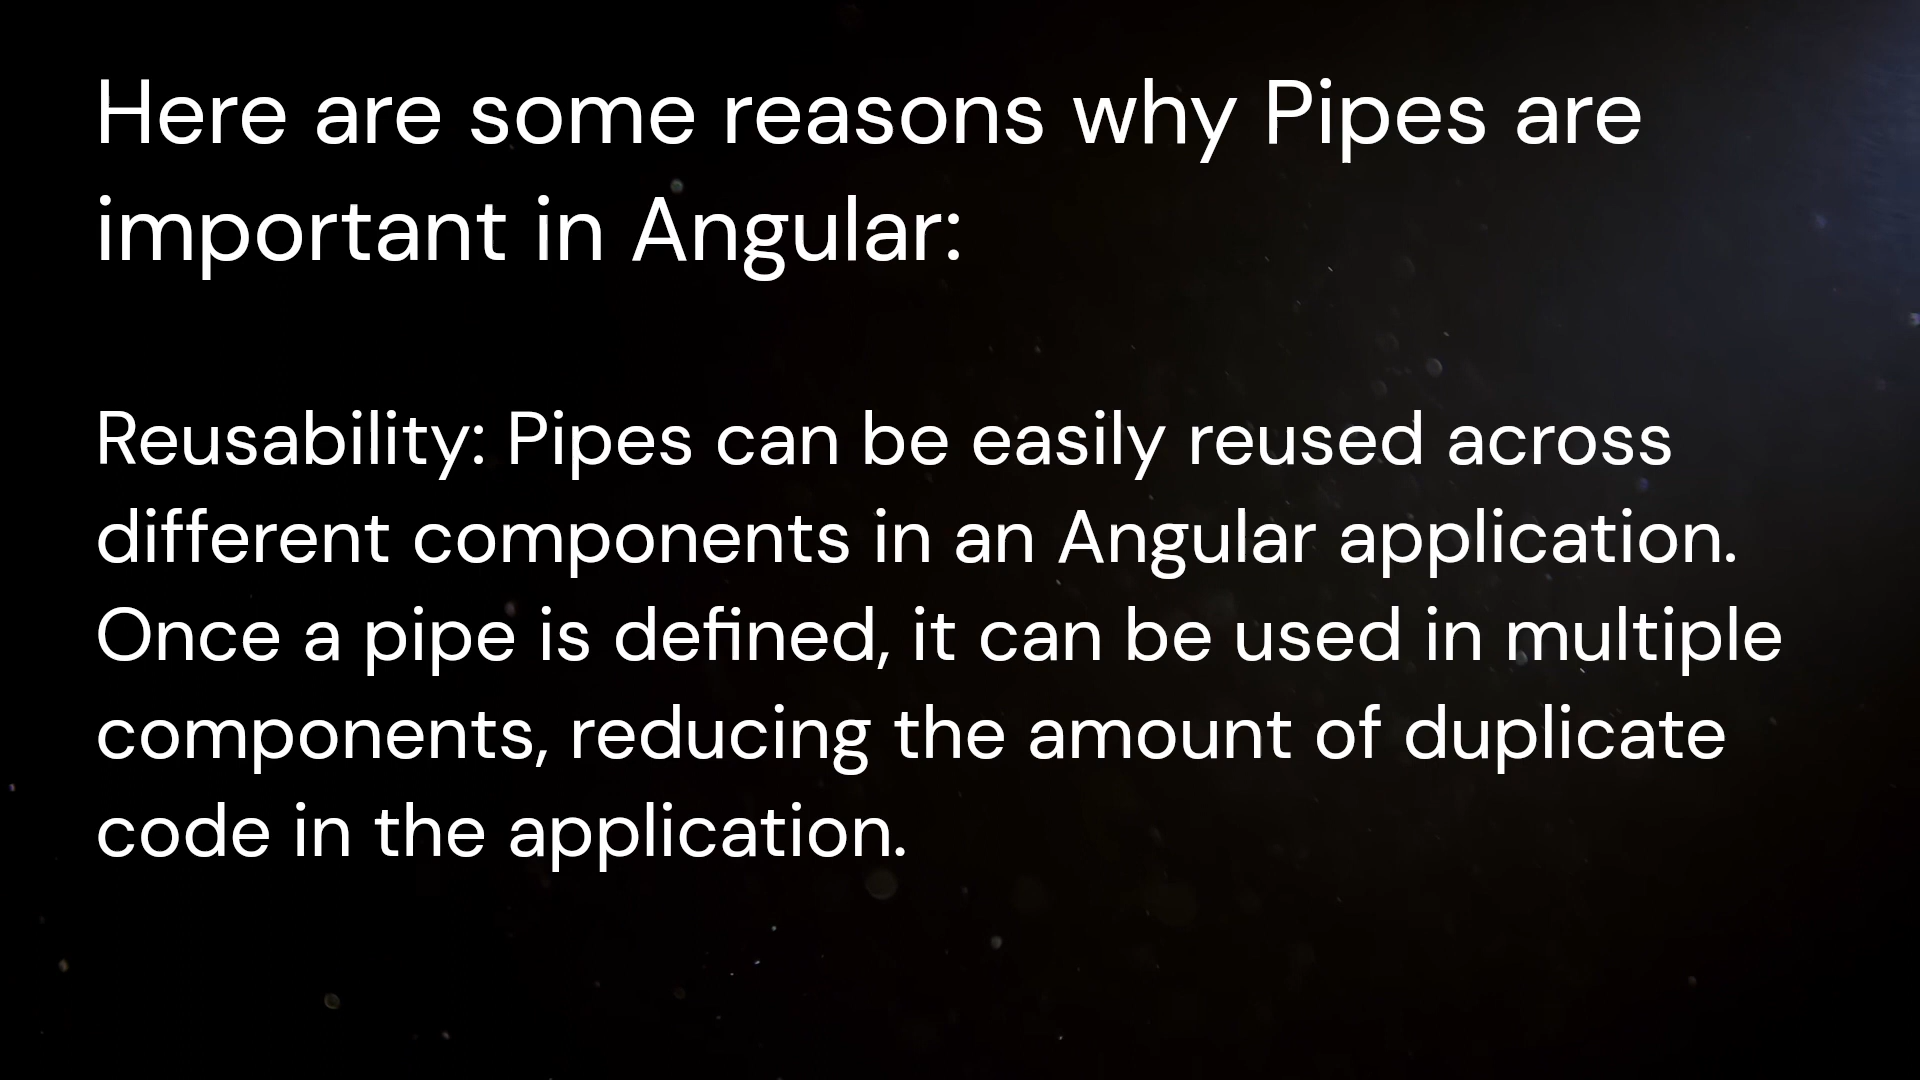 Here are some reasons why Pipes are
important in Angular:
Reusability: Pipes can be easily reused across
different components in an Angular application.
Once a pipe is defined, it can be used in multiple
components, reducing the amount of duplicate
code in the application.